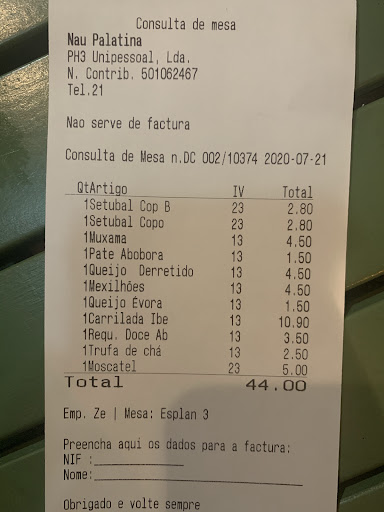 Consulta de mesa
Nau Palatina
PH3 Unipessoal, Lda.
N. Contrib. 501062467
Tel.21
Nao serve de factura
Consulta de Mesa n.DC 002/10374 2020-07-21
QtArtigo IV Total
1Setubal Cop B 23 2.80
1Setubal Copo 23 2.80
1Muxama 13 4.50
1Pate Abobora 13 1.50
1Queijo Derretido 13 4.50
1Mexilhões 13 4.50
1Queijo Évora 13 1.50
1Carrilada Ibe 13 10.90
1Requ. Doce Ab 13 3.50
1Trufa de chá 13 2.50
1Moscatel 23 5.00
Total 44.00
Emp. Ze | Mesa: Esplan 3
Preencha aqui os dados para a factura:
NIF :
Nome:
Obrigado e volte sempre